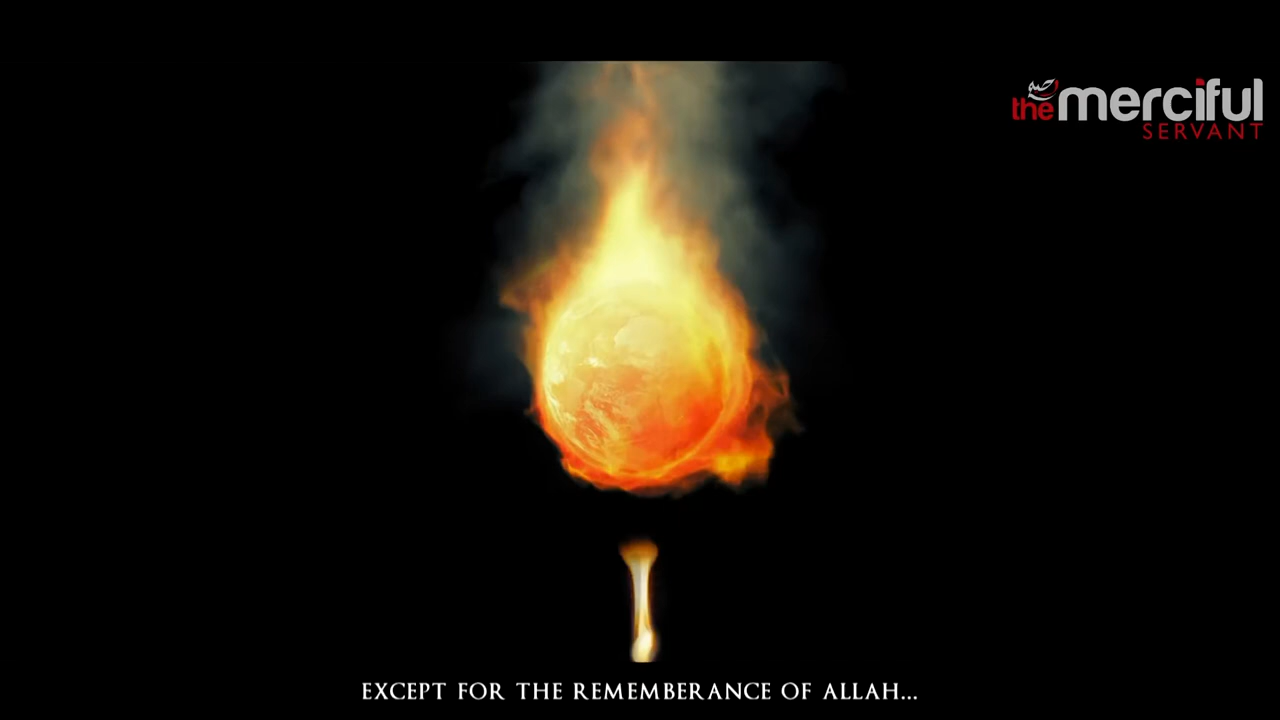 the merciful
SERVANT
EXCEPT FOR THE REMEMBERANCE OF ALLAH...